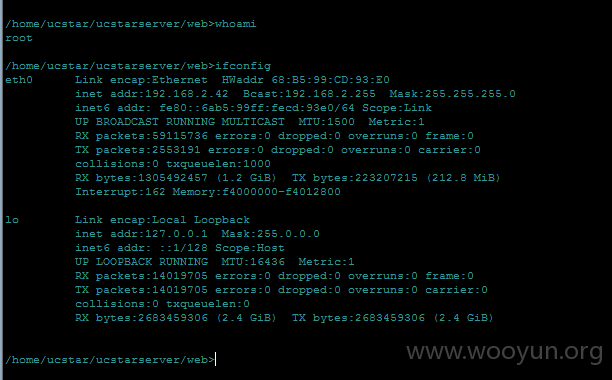 /home/ucstar/ucstarserver/web>whoami
root
/home/ucstar/ucstarserver/web>ifconfig
eth0 Link encap:Ethernet HWaddr 68:B5:99:CD:93:E0
inet addr:192.168.2.42 Bcast:192.168.2.255 Mask:255.255.255.0
inet6 addr: fe80::6ab5:99ff:fecd:93e0/64 Scope:Link
UP BROADCAST RUNNING MULTICAST MTU:1500 Metric:1
RX packets:59115736 errors:0 dropped:0 overruns:0 frame:0
TX packets:2553191 errors:0 dropped:0 overruns:0 carrier:0
collisions:0 txqueuelen:1000
RX bytes:1305492457 (1.2 GiB) TX bytes:223207215 (212.8 MiB)
Interrupt:162 Memory:f4000000-f4012800
lo Link encap:Local Loopback
inet addr:127.0.0.1 Mask:255.0.0.0
inet6 addr: ::1/128 Scope:Host
UP LOOPBACK RUNNING MTU:16436 Metric:1
RX packets:14019705 errors:0 dropped:0 overruns:0 frame:0
TX packets:14019705 errors:0 dropped:0 overruns:0 carrier:0
collisions:0 txqueuelen:0
RX bytes:2683459306 (2.4 GiB) TX bytes:2683459306 (2.4 GiB)
/home/ucstar/ucstarserver/web>
www.wooyun.org